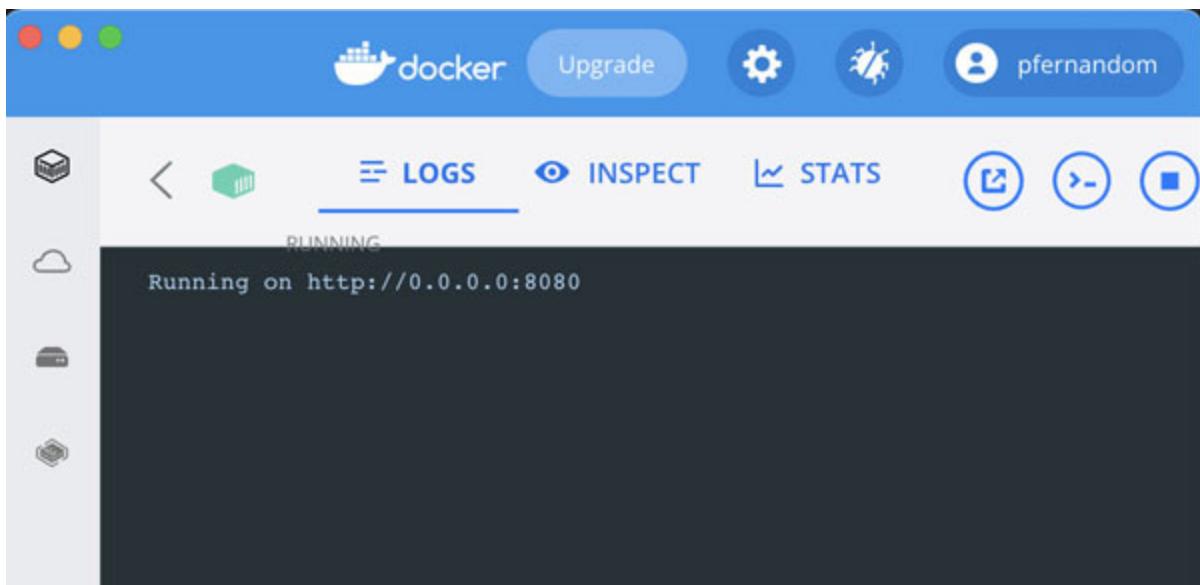 docker Upgrade pfernandom
LOGS INSPECT STATS
RUNNING
Running on http://0.0.0.0:8080